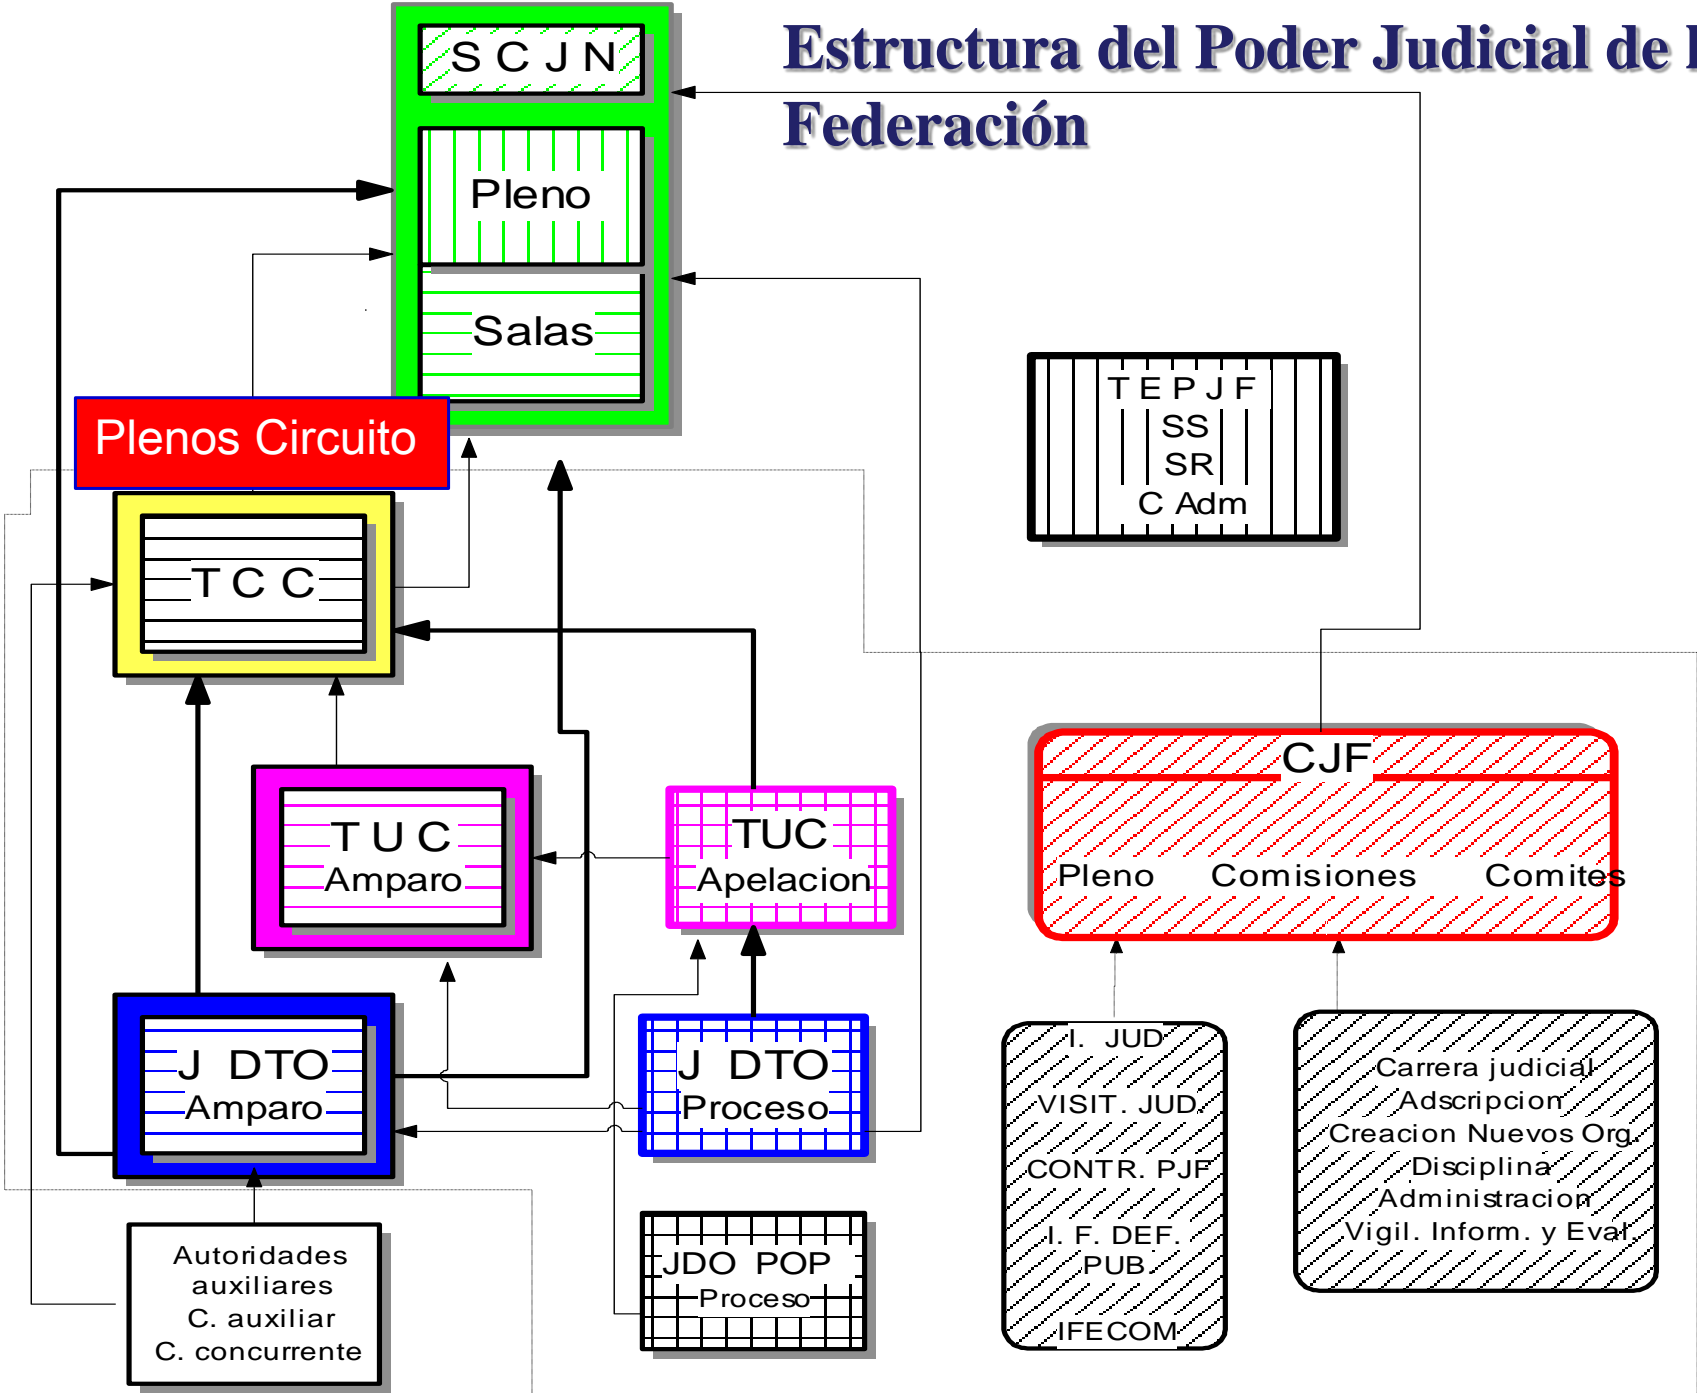 Estructura del Poder Judicial de l
Federación
S C J N
Pleno
Salas
Plenos Circuito
T E P J F
SS
SR
C Adm
T C C
CJF
Pleno Comisiones Comites
T U C
Amparo
TUC
Apelacion
J DTO
Amparo
J DTO
Proceso
I. JUD
VISIT. JUD.
CONTR. PJF
I. F. DEF.
PUB.
IFECOM
Carrera judicial
Adscripcion
Creacion Nuevos Org.
Disciplina
Administracion
Vigil. Inform. y Eval.
Autoridades
auxiliares
C. auxiliar
C. concurrente
JDO POP
Proceso